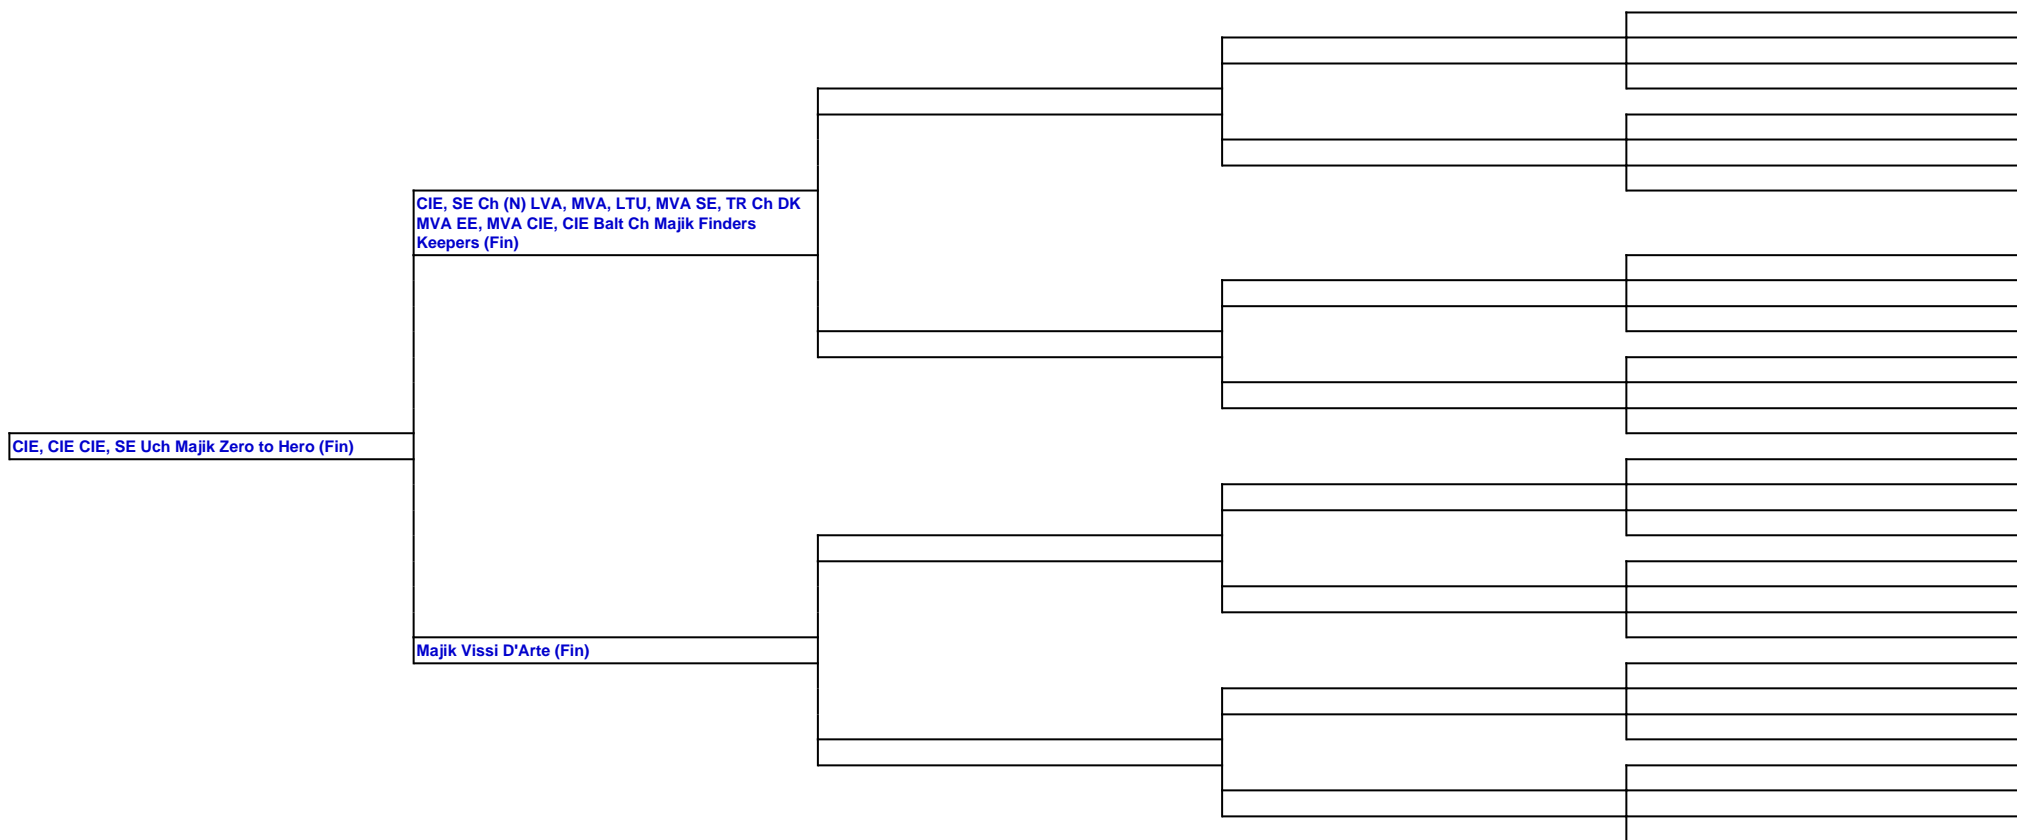 CIE, SE Ch (N) LVA, MVA, LTU, MVA SE, TR Ch DK
MVA EE, MVA CIE, CIE Balt Ch Majik Finders
Keepers (Fin)
CIE, CIE CIE, SE Uch Majik Zero to Hero (Fin)
Majik Vissi D'Arte (Fin)